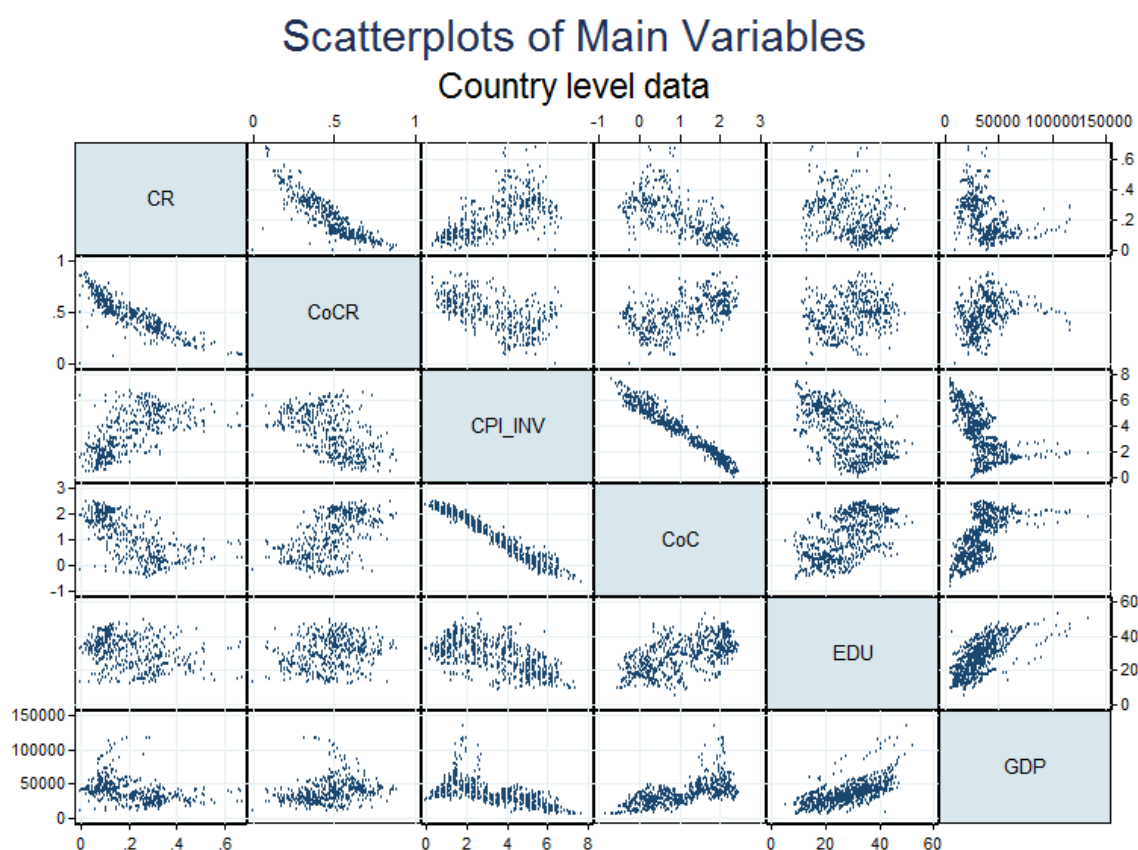 Scatterplots of Main Variables
Country level data
0 .5 1 -1 0 1 2 3 0 50000 100000 150000
CR .6
.4
.2
0
1 CoCR
.5
0
CPI_INV 8
6
4
2
0
3 CoC
2
1
0
-1
EDU 60
40
20
0
150000 GDP
100000
50000
0
0 .2 .4 .6 0 2 4 6 8 0 20 40 60